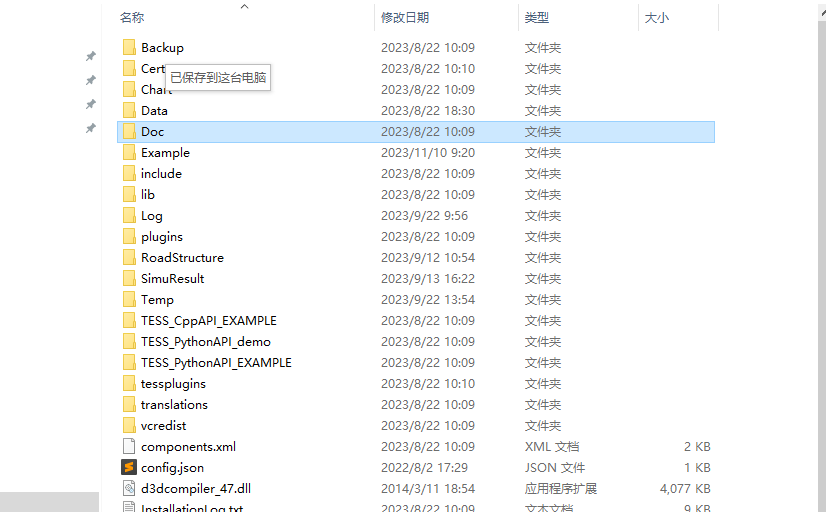 名称 修改日期 类型 大小
Backup 2023/8/22 10:09 文件夹
Cert 2023/8/22 10:10 文件夹
已保存到这台电脑
Chart 2023/8/22 10:09 文件夹
Data 2023/8/22 18:30 文件夹
Doc 2023/8/22 10:09 文件夹
Example 2023/11/10 9:20 文件夹
include 2023/8/22 10:09 文件夹
lib 2023/8/22 10:09 文件夹
Log 2023/9/22 9:56 文件夹
plugins 2023/8/22 10:09 文件夹
RoadStructure 2023/9/12 10:54 文件夹
SimuResult 2023/9/13 16:22 文件夹
Temp 2023/9/22 13:54 文件夹
TESS_CppAPI_EXAMPLE 2023/8/22 10:09 文件夹
TESS_PythonAPI_demo 2023/8/22 10:09 文件夹
TESS_PythonAPI_EXAMPLE 2023/8/22 10:09 文件夹
tessplugins 2023/8/22 10:10 文件夹
translations 2023/8/22 10:09 文件夹
vcredist 2023/8/22 10:09 文件夹
components.xml 2023/8/22 10:09 XML 文档 2 KB
config.json 2022/8/2 17:29 JSON 文件 1 KB
d3dcompiler_47.dll 2014/3/11 18:54 应用程序扩展 4,077 KB
InstallationLog.txt 2023/8/22 10:09 文本文档 9 KB